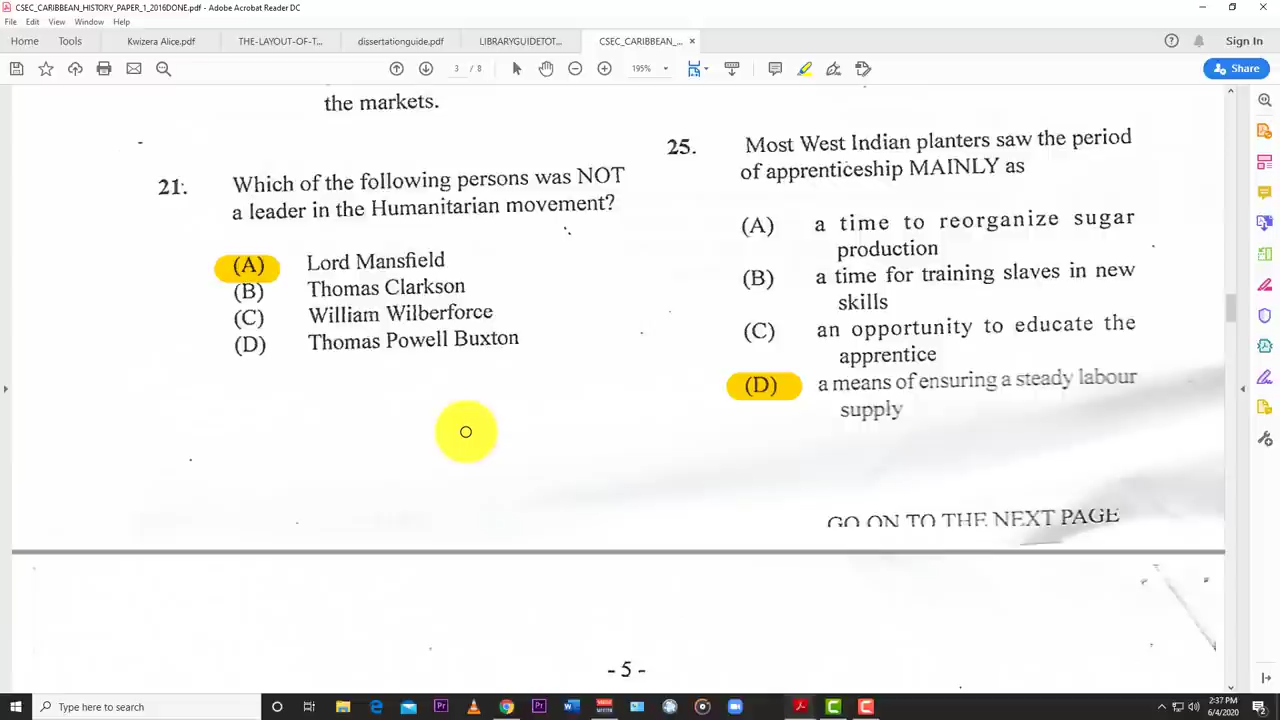 CSEC_CARIBBEAN_HISTORY_PAPER_1_2016DONE.pdf - Adobe Acrobat Reader DC
File Edit View Window Help
Home Tools Kwizera Alice.pdf THE-LAYOUT-OF-T... dissertationguide.pdf LIBRARYGUIDETOT... CSEC_CARIBBEAN_... × Sign In
3 / 8 195% Share
the markets.
21. Which of the following persons was NOT
a leader in the Humanitarian movement?
(A) Lord Mansfield
(B) Thomas Clarkson
(C) William Wilberforce
(D) Thomas Powell Buxton
25. Most West Indian planters saw the period
of apprenticeship MAINLY as
(A) a time to reorganize sugar
production
(B) a time for training slaves in new
skills
(C) an opportunity to educate the
apprentice
(D) a means of ensuring a steady labour
supply
GO ON TO THE NEXT PAGE
- 5 -
Type here to search
2:37 PM
6/4/2020